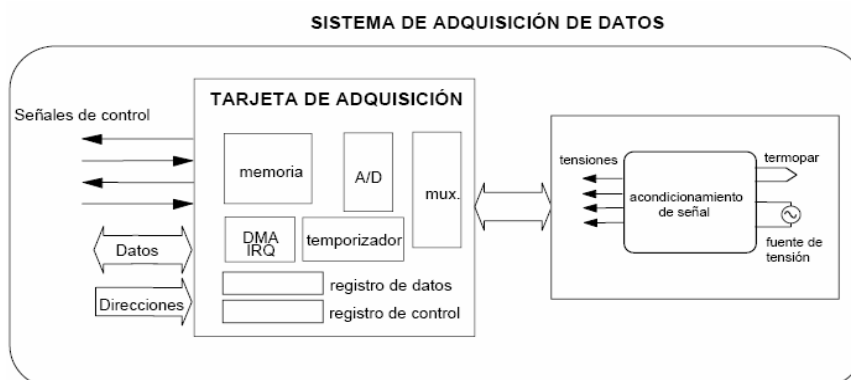 SISTEMA DE ADQUISICIÓN DE DATOS
TARJETA DE ADQUISICIÓN
Señales de control
memoria
A/D
mux.
DMA
IRQ
temporizador
Datos
Direcciones
registro de datos
registro de control
tensiones
termopar
acondicionamiento
de señal
fuente de
tensión